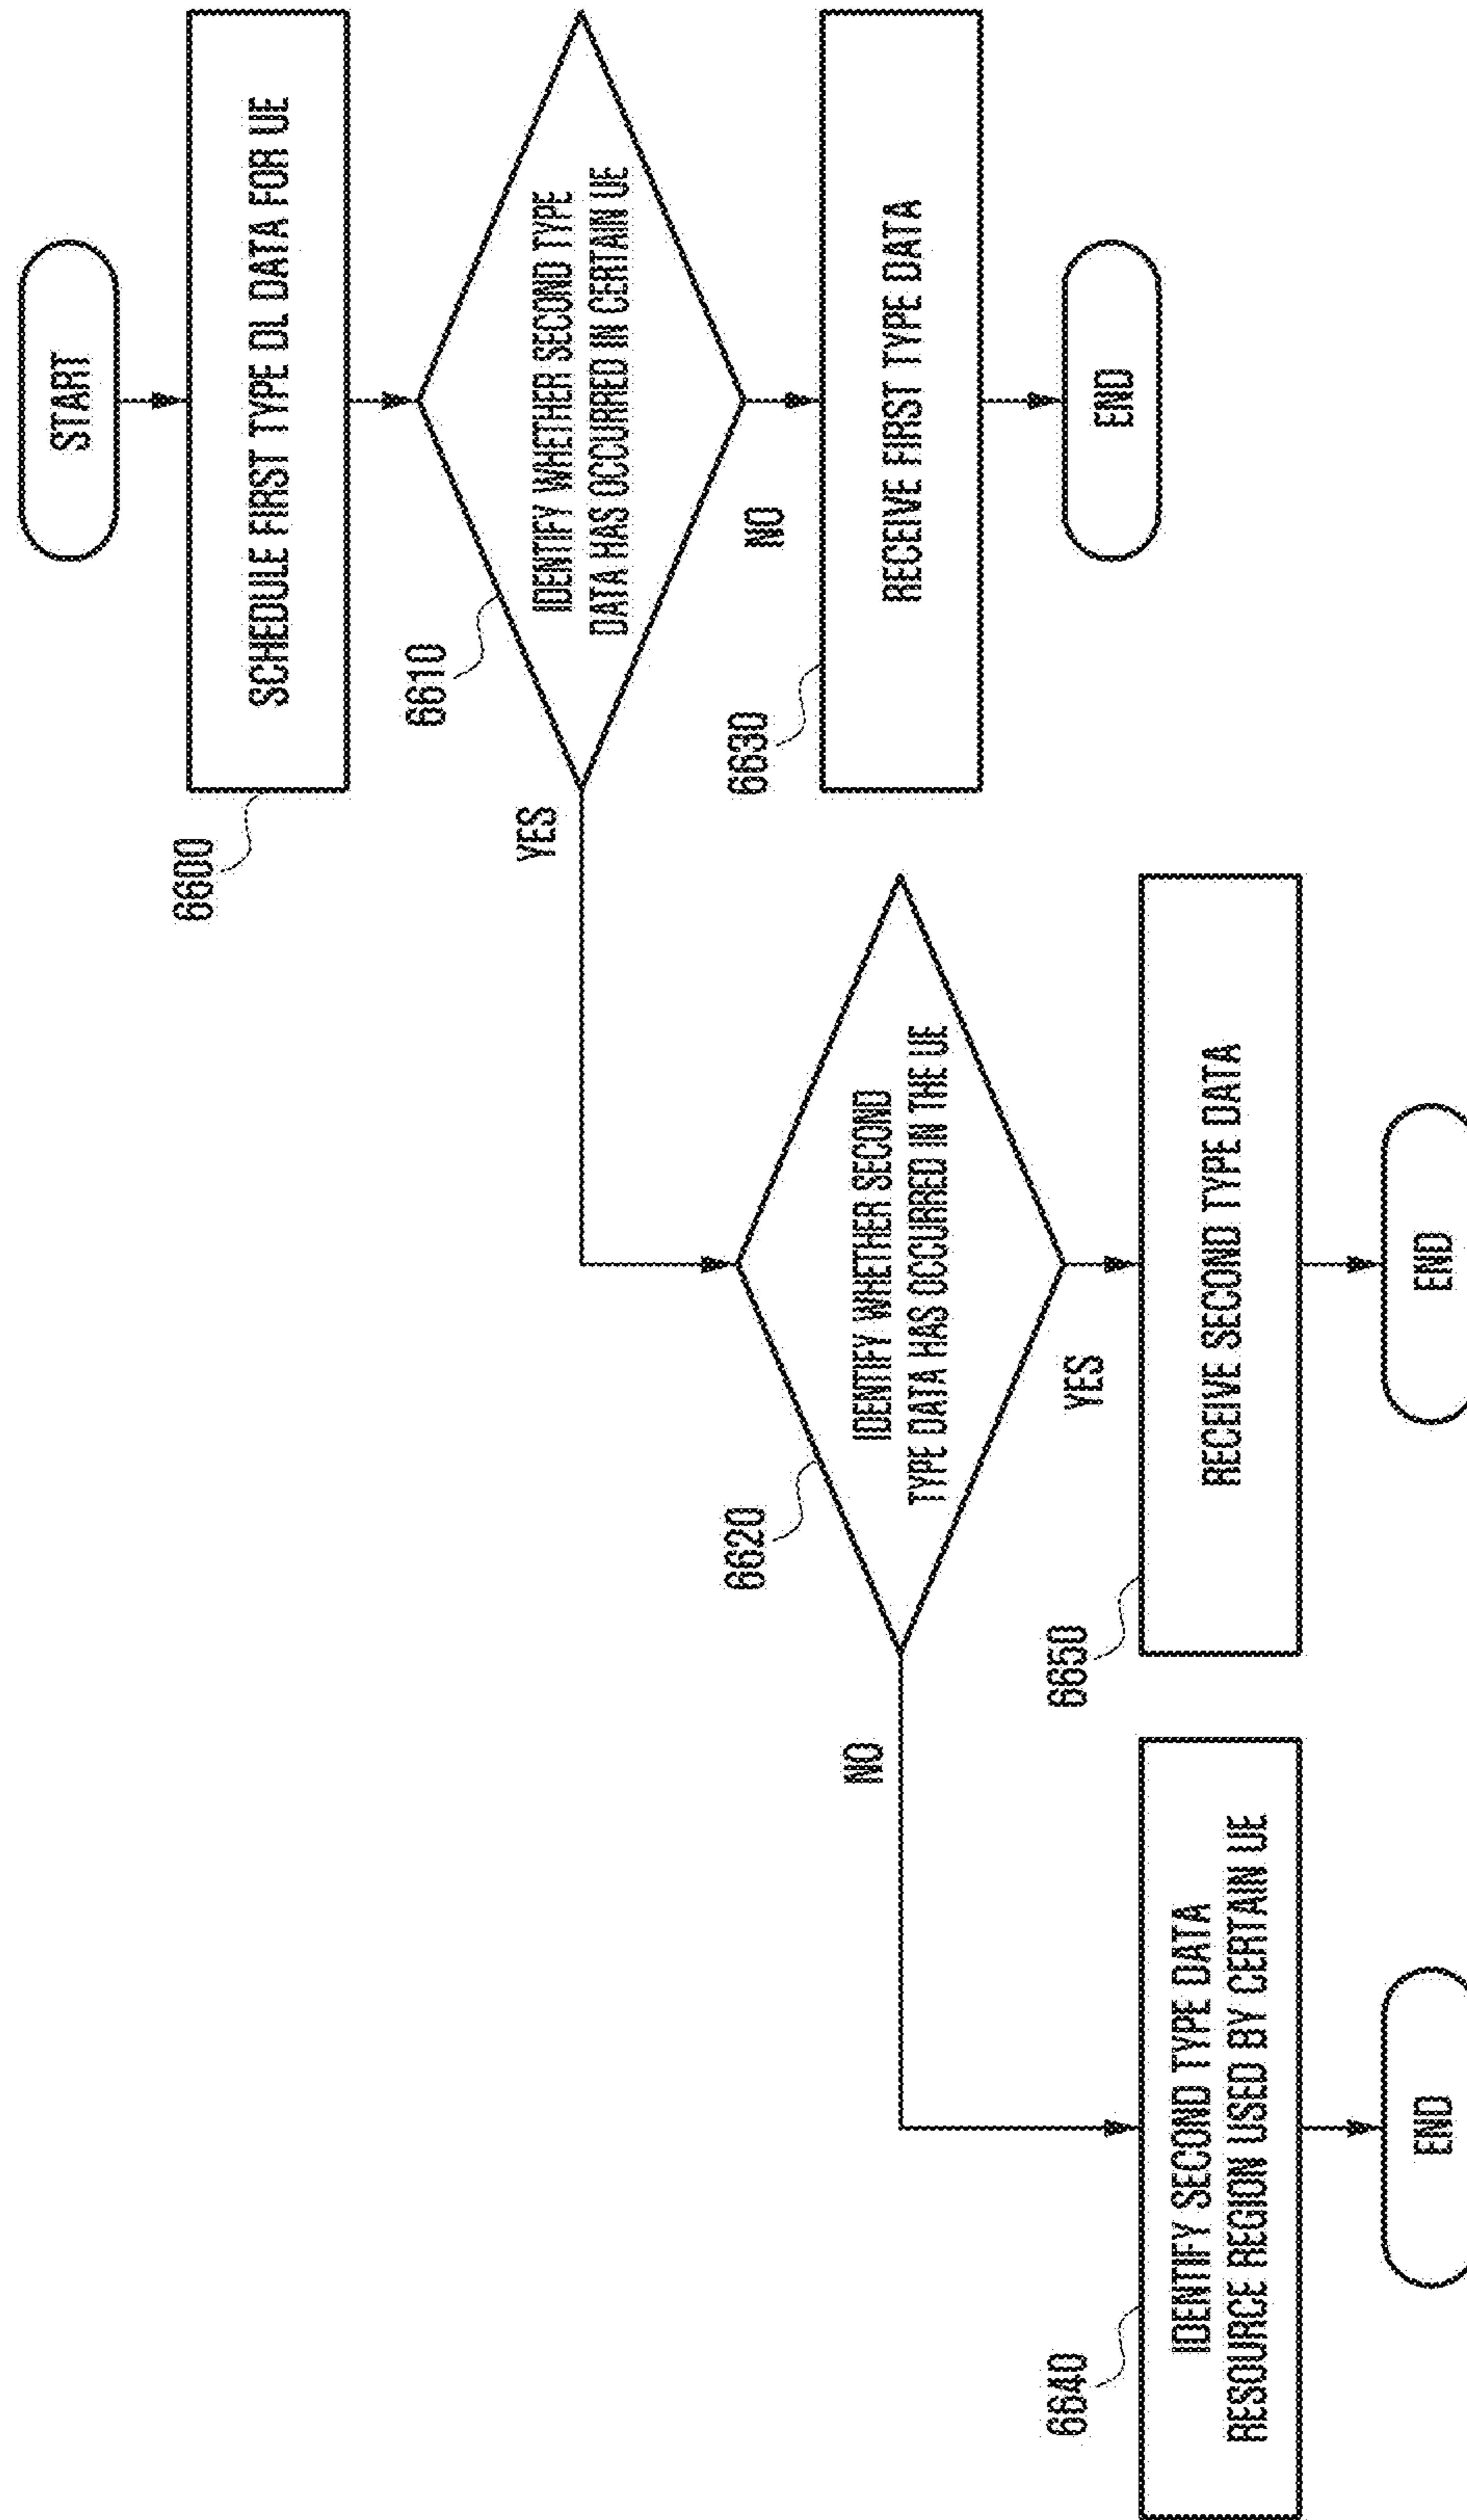 START
SCHEDULE FIRST TYPE DL DATA FOR UE
6600
IDENTIFY WHETHER SECOND TYPE
DATA HAS OCCURRED IN CERTAIN UE
6610
YES
NO
RECEIVE FIRST TYPE DATA
6630
END
IDENTIFY WHETHER SECOND
TYPE DATA HAS OCCURRED IN THE UE
6620
NO
YES
RECEIVE SECOND TYPE DATA
6650
END
IDENTIFY SECOND TYPE DATA
RESOURCE REGION USED BY CERTAIN UE
6640
END